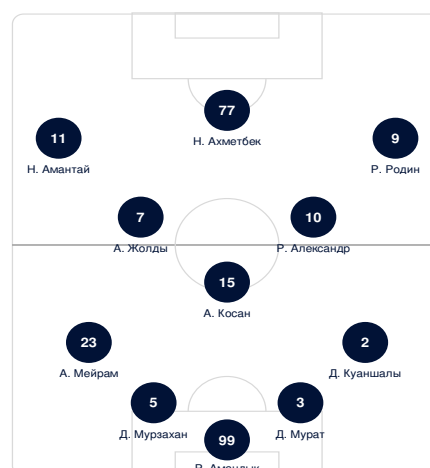 77
Н. Ахметбек
11
Н. Амантай
9
Р. Родин
7
А. Жолды
10
Р. Александр
15
А. Косан
23
А. Мейрам
2
Д. Куаншалы
5
Д. Мурзахан
3
Д. Мурат
99